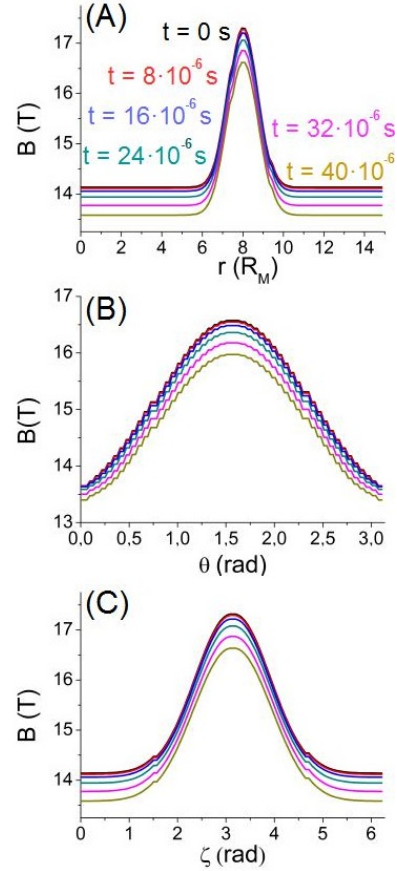 (A)
17
16
15
14
B (T)
t = 0 s
t = 8·10⁻⁶ s
t = 16·10⁻⁶ s
t = 24·10⁻⁶ s
t = 32·10⁻⁶ s
t = 40·10⁻⁶
0 2 4 6 8 10 12 14
r (R_M)
(B)
17
16
15
14
13
B(T)
0,0 0,5 1,0 1,5 2,0 2,5 3,0
θ (rad)
(C)
17
16
15
14
B (T)
0 1 2 3 4 5 6
ζ (rad)